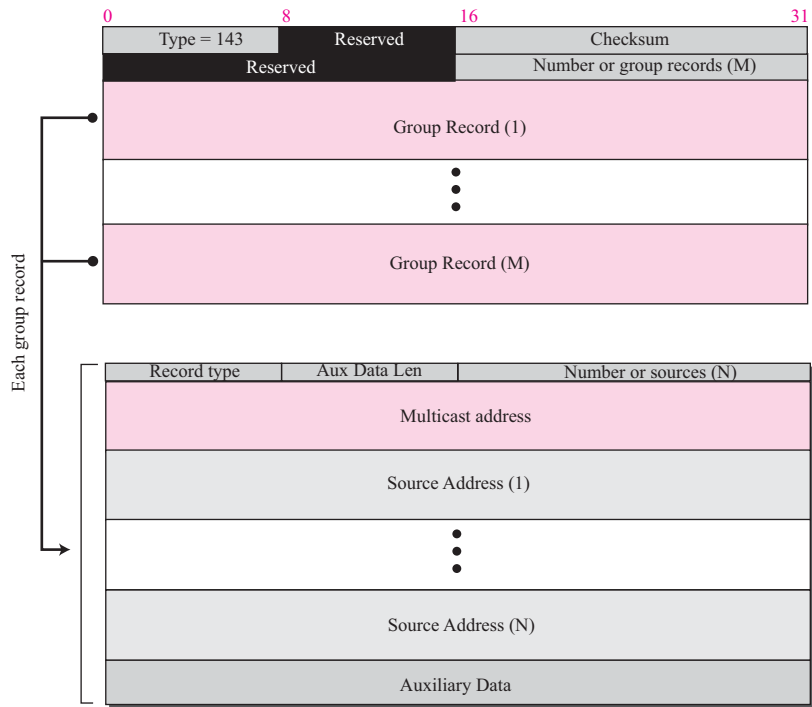 0 8 16 31
Type = 143 Reserved Checksum
Reserved Number or group records (M)
Group Record (1)
Group Record (M)
Each group record
Record type Aux Data Len Number or sources (N)
Multicast address
Source Address (1)
Source Address (N)
Auxiliary Data